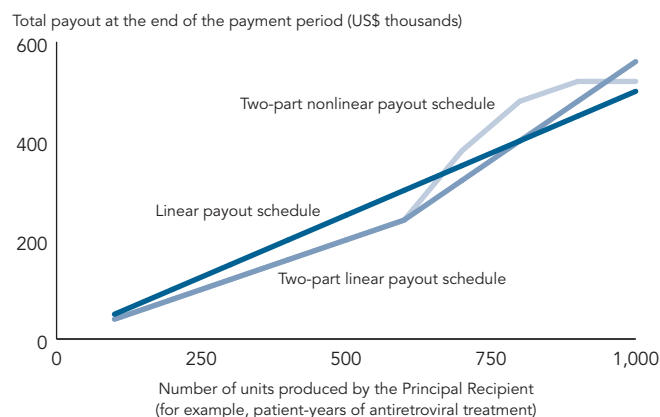 Total payout at the end of the payment period (US$ thousands)
600
Two-part nonlinear payout schedule
400
Linear payout schedule
200
Two-part linear payout schedule
0
0 250 500 750 1,000
Number of units produced by the Principal Recipient
(for example, patient-years of antiretroviral treatment)